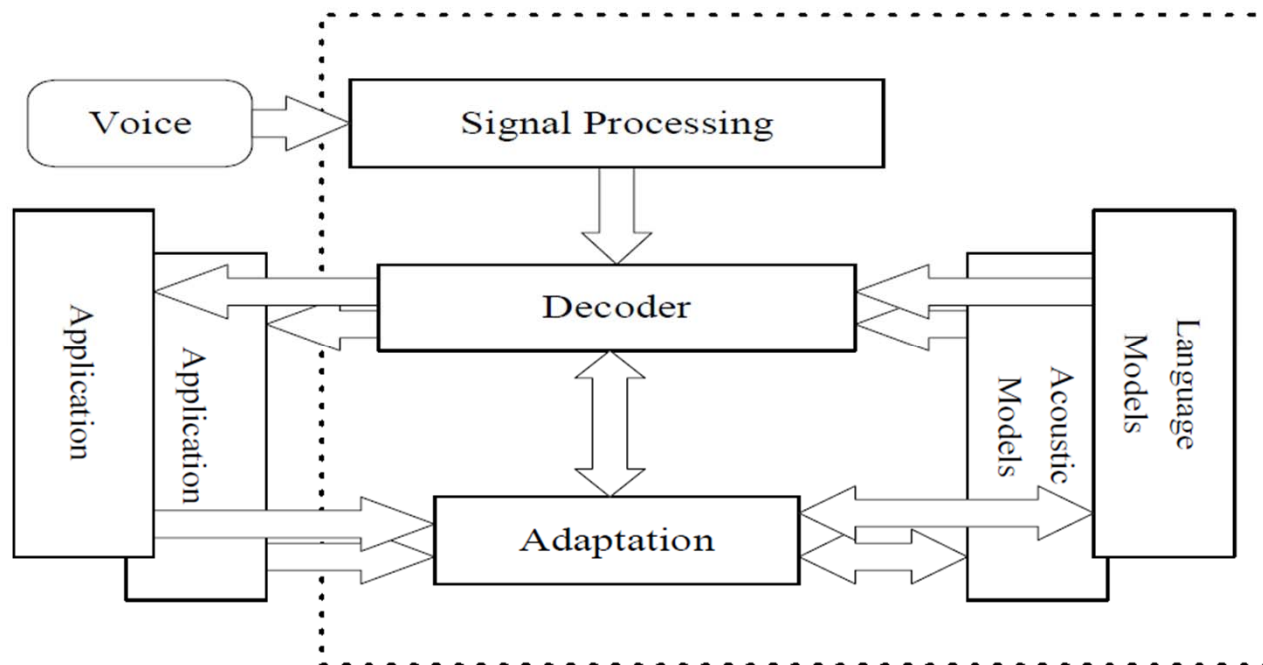 Voice
Signal Processing
Application
Application
Decoder
Acoustic
Models
Language
Models
Adaptation